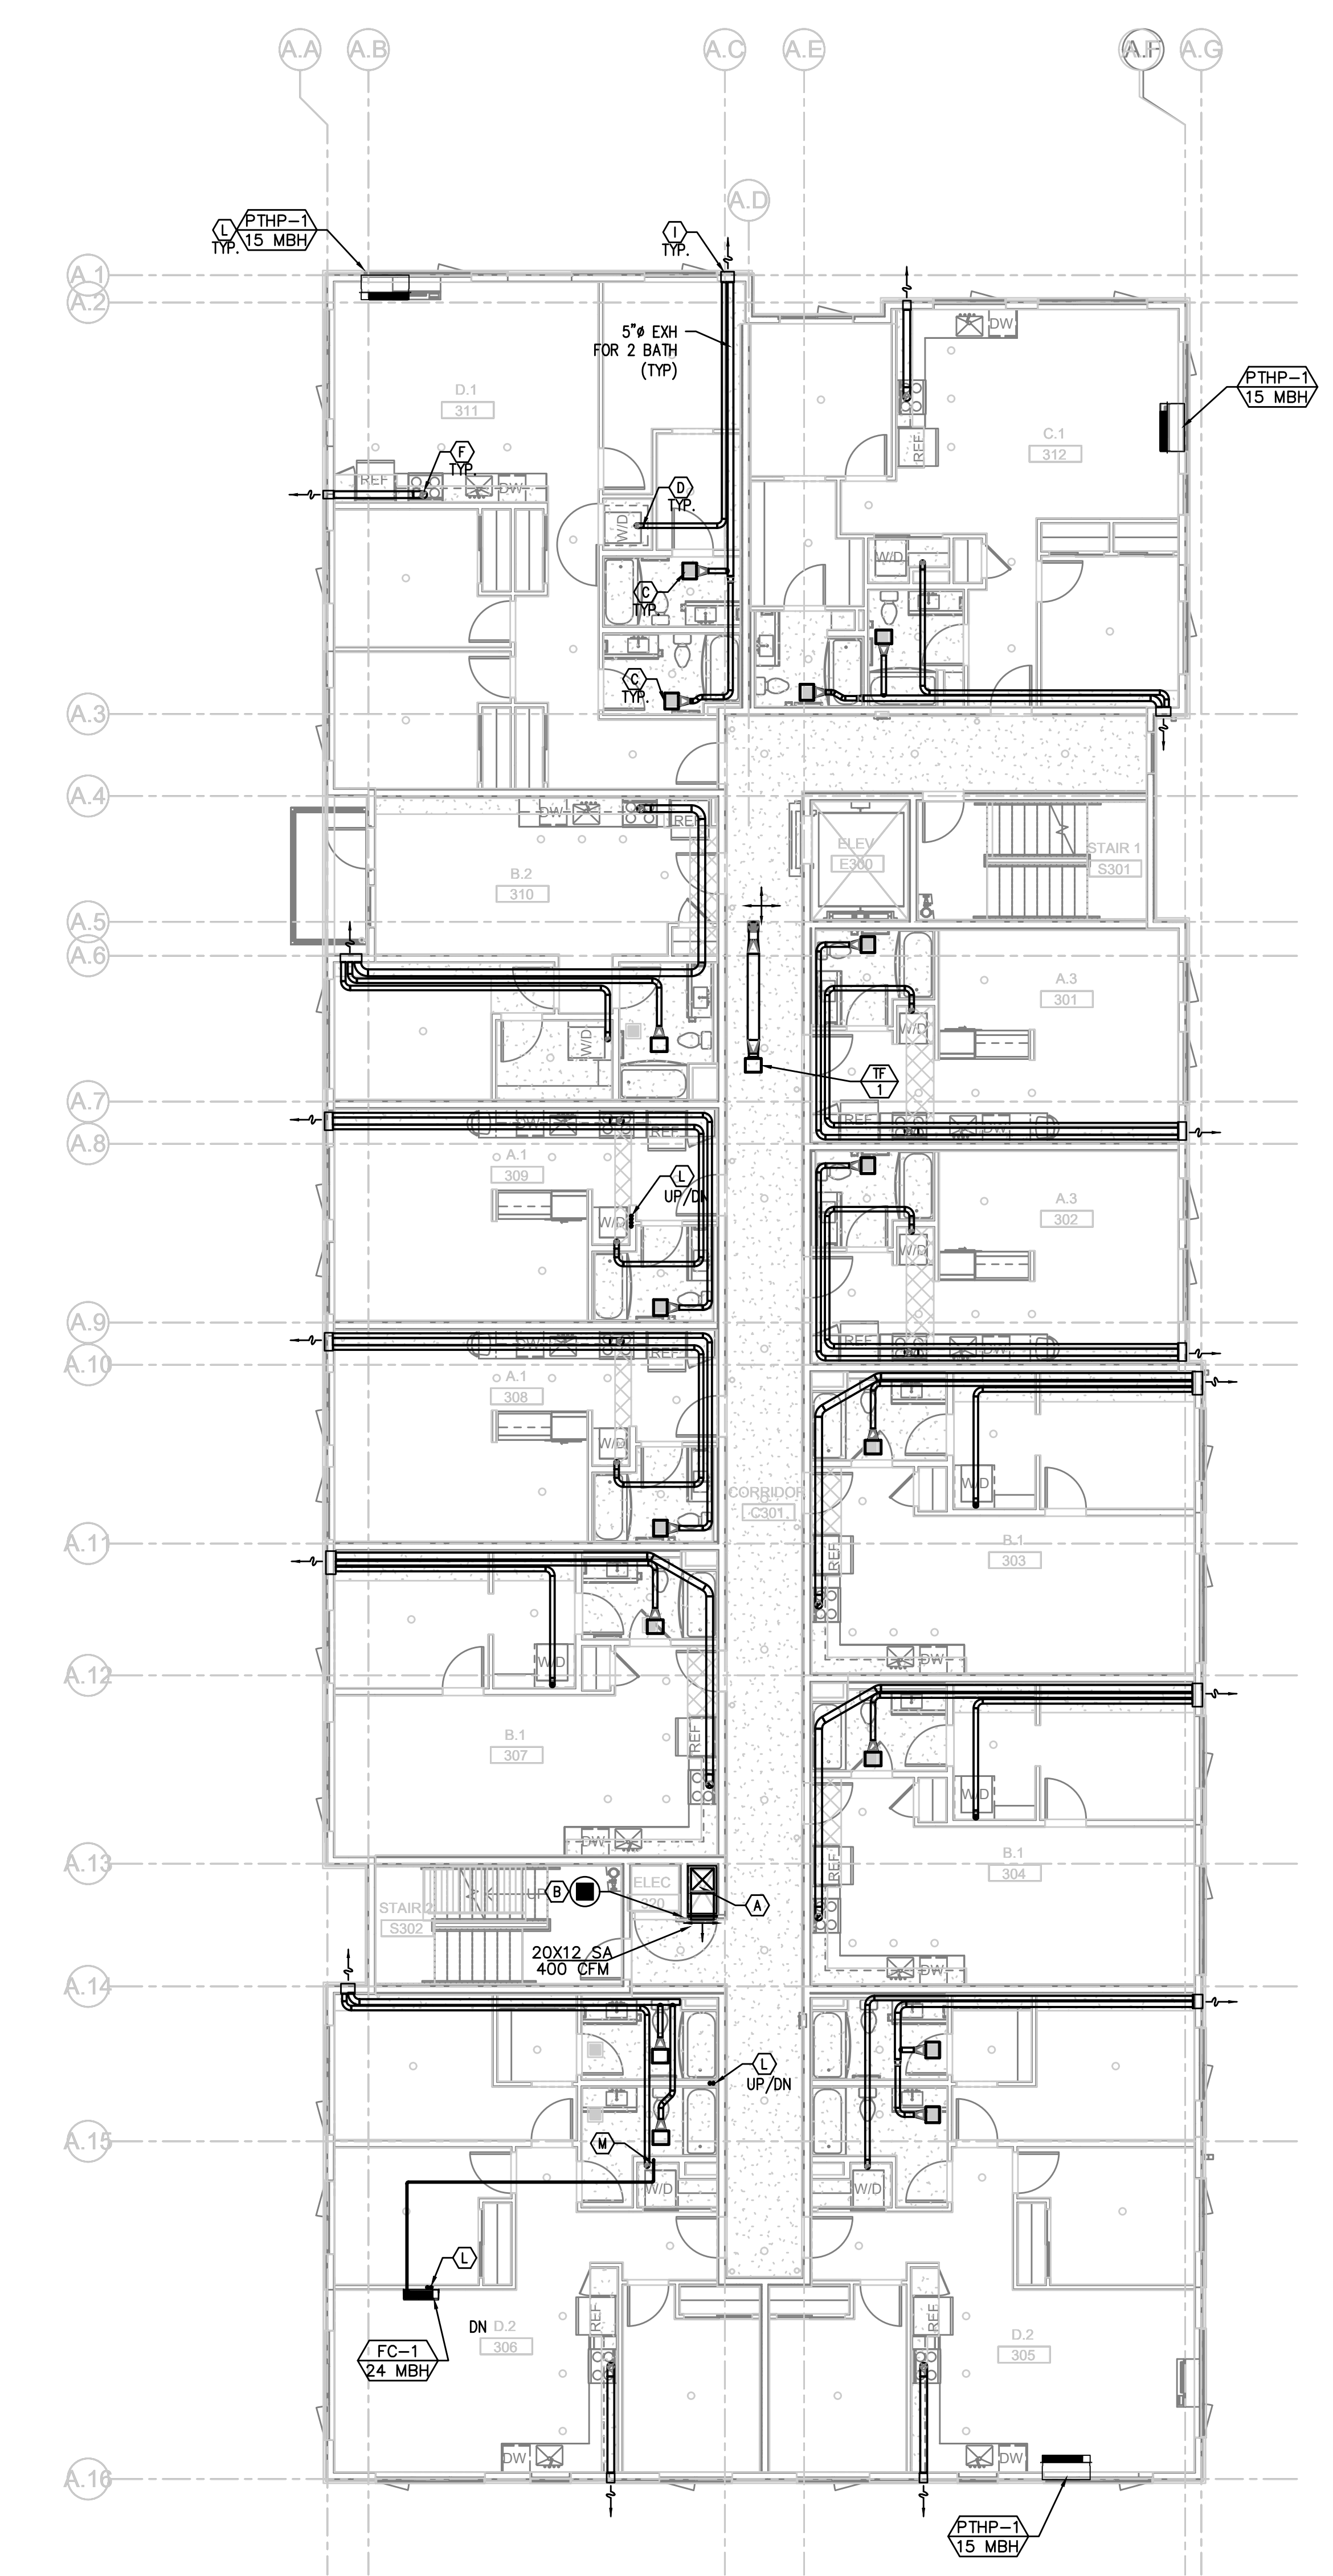 A.A
A.B
A.C
A.E
A.F
A.G
A.D
L
TYP.
PTHP-1
15 MBH
I
TYP.
A.1
A.2
5"ø EXH
FOR 2 BATH
(TYP)
DW
PTHP-1
15 MBH
D.1
311
C.1
312
REF
F
TYP.
REF
DW
D
TYP.
W/D
W/D
C
TYP.
C
TYP.
A.3
A.4
DW
REF
ELEV
E300
STAIR 1
S301
B.2
310
A.5
A.6
A.3
301
W/D
W/D
TF
1
A.7
REF
DW
A.8
DW
REF
A.1
309
L
UP/DN
A.3
302
W/D
W/D
A.9
REF
DW
A.10
DW
REF
A.1
308
W/D
W/D
CORRIDOR
C301
A.11
REF
B.1
303
W/D
DW
A.12
REF
B.1
307
W/D
DW
A.13
REF
B.1
304
ELEC
320
UP
B
A
STAIR 2
S302
20X12 SA
400 CFM
DW
A.14
L
UP/DN
A.15
M
W/D
W/D
L
DN
D.2
306
REF
REF
D.2
305
FC-1
24 MBH
DW
DW
A.16
PTHP-1
15 MBH